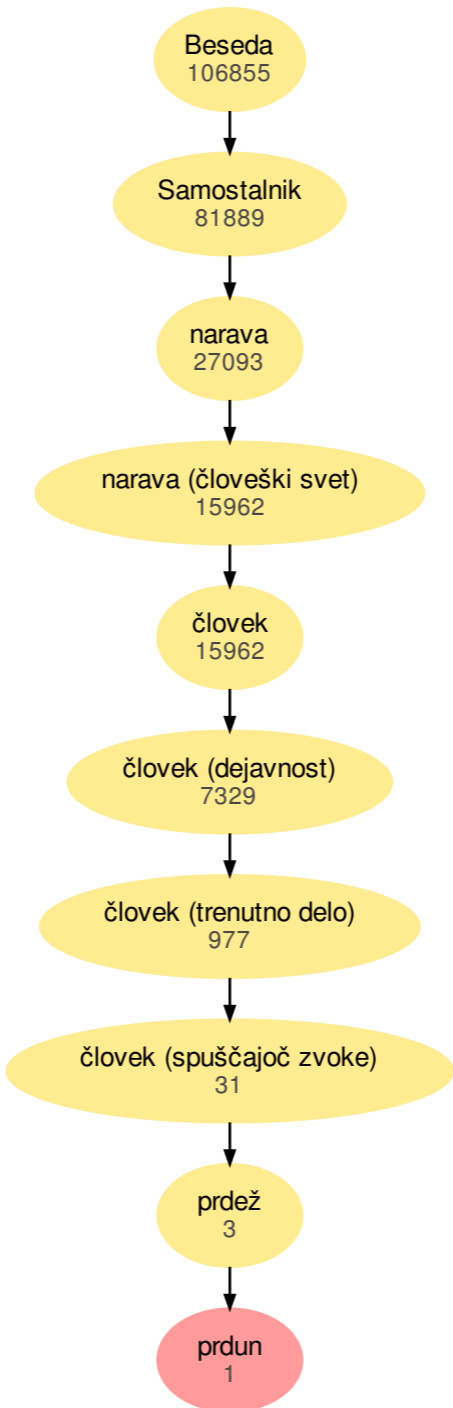 Beseda
106855
Samostalnik
81889
narava
27093
narava (človeški svet)
15962
človek
15962
človek (dejavnost)
7329
človek (trenutno delo)
977
človek (spuščajoč zvoke)
31
prdež
3
prdun
1